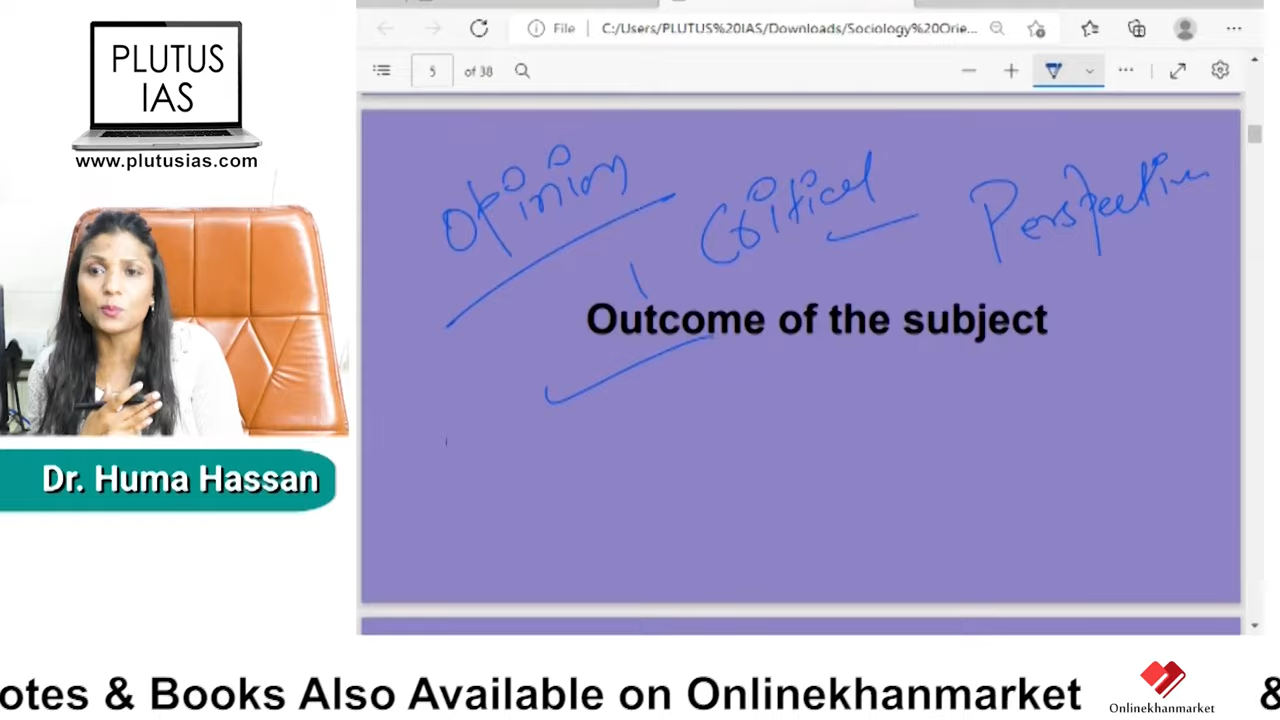 PLUTUS
IAS
www.plutusias.com
File C:/Users/PLUTUS%20IAS/Downloads/Sociology%20Orie...
5 of 38
Opinion Critical Perspective
Outcome of the subject
Dr. Huma Hassan
otes & Books Also Available on Onlinekhanmarket
Onlinekhanmarket
&